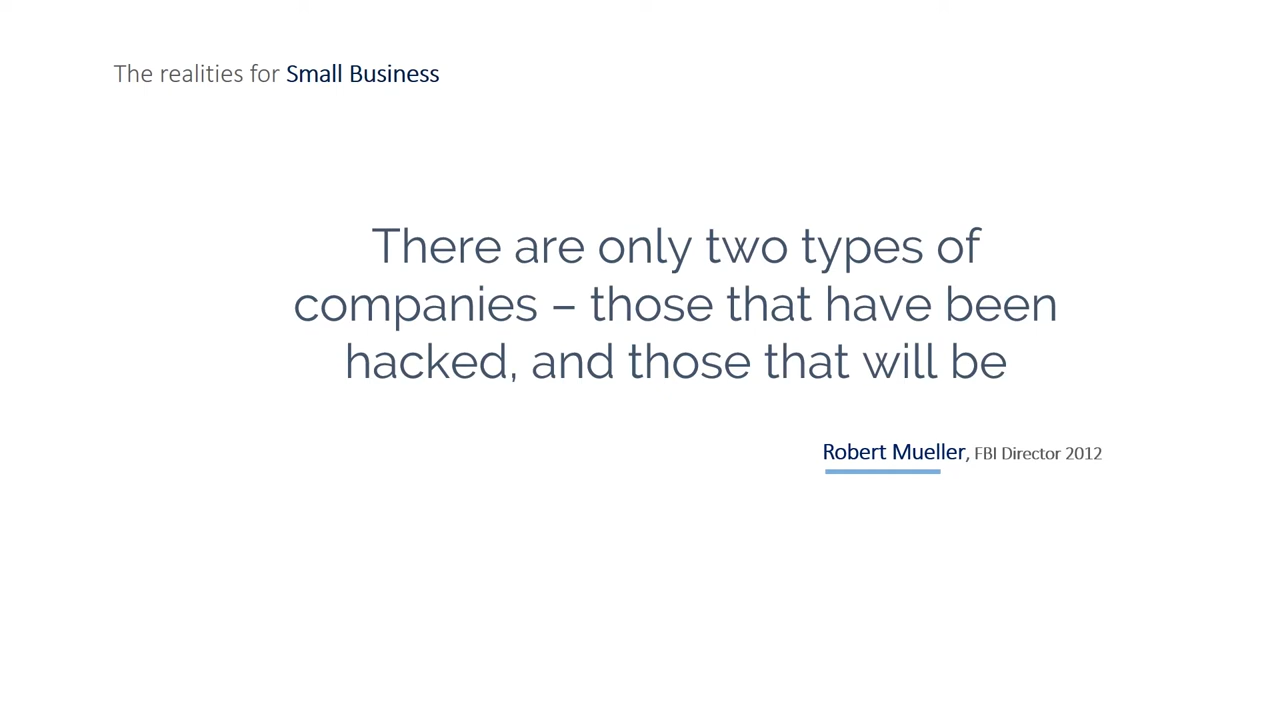 The realities for Small Business
There are only two types of
companies – those that have been
hacked, and those that will be
Robert Mueller, FBI Director 2012